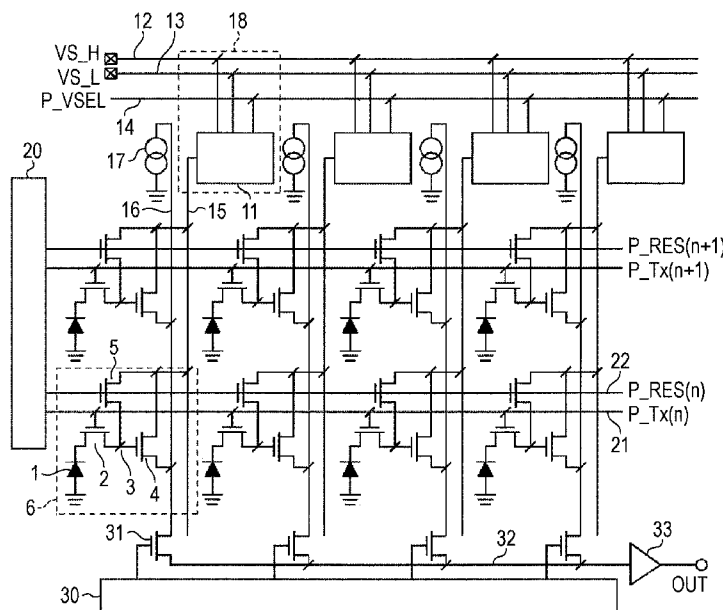 18
VS_H
12
13
VS_L
P_VSEL
14
17
20
16
15
11
P_RES(n+1)
P_Tx(n+1)
5
22
P_RES(n)
P_Tx(n)
21
1
2
3
4
6
31
32
33
OUT
30